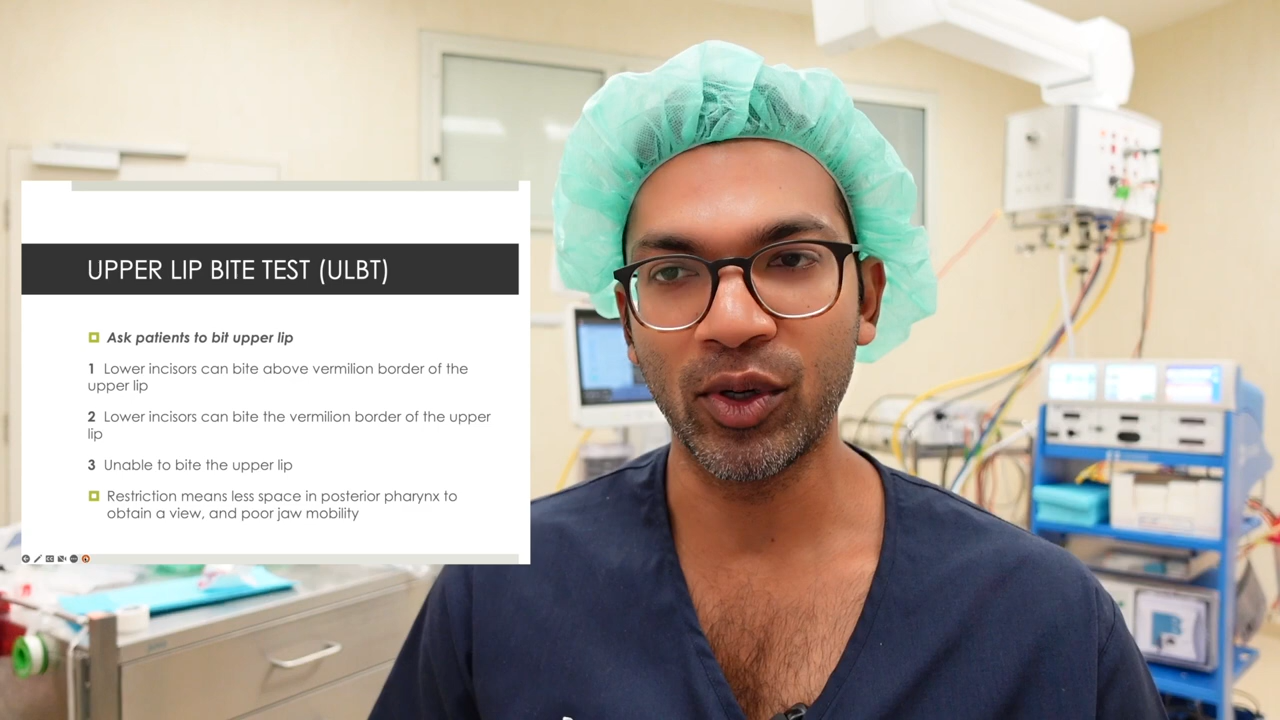 UPPER LIP BITE TEST (ULBT)
Ask patients to bit upper lip
1 Lower incisors can bite above vermilion border of the
upper lip
2 Lower incisors can bite the vermilion border of the upper
lip
3 Unable to bite the upper lip
Restriction means less space in posterior pharynx to
obtain a view, and poor jaw mobility